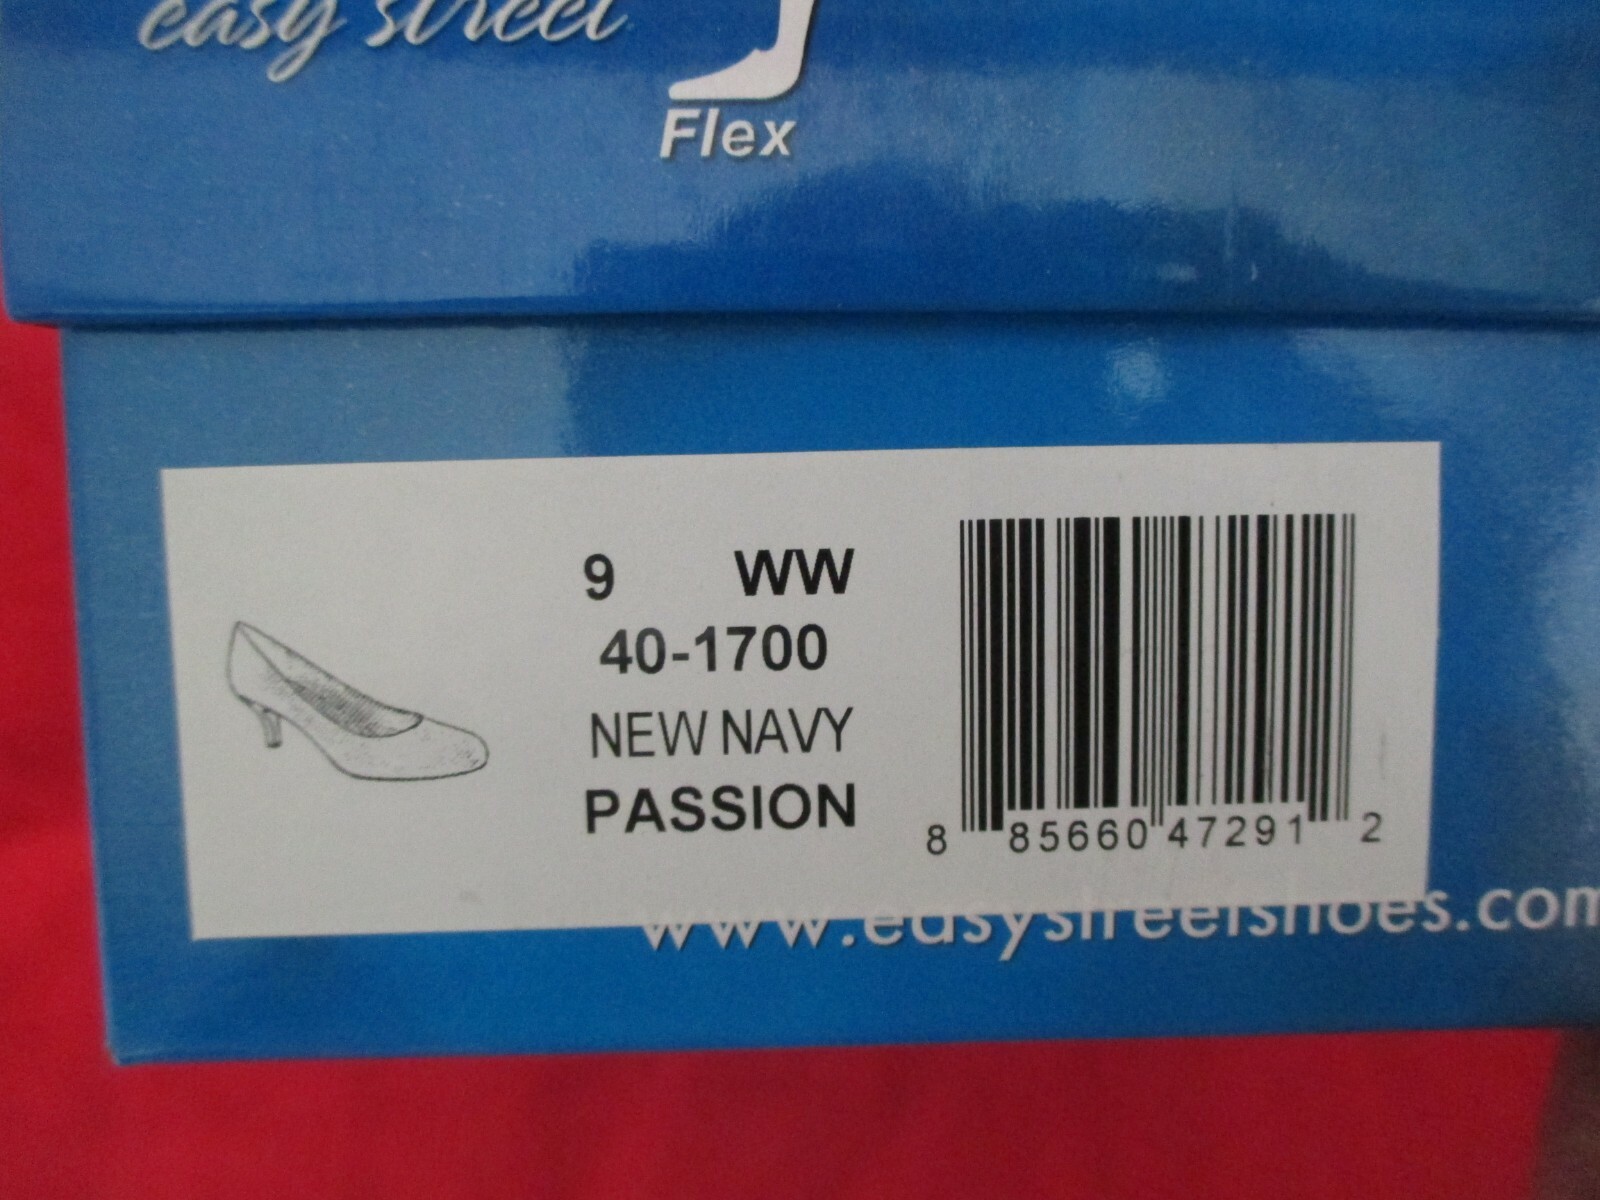 easy street
Flex
9 WW
40-1700
NEW NAVY
PASSION
8 85660 47291 2
www.easystreetshoes.com